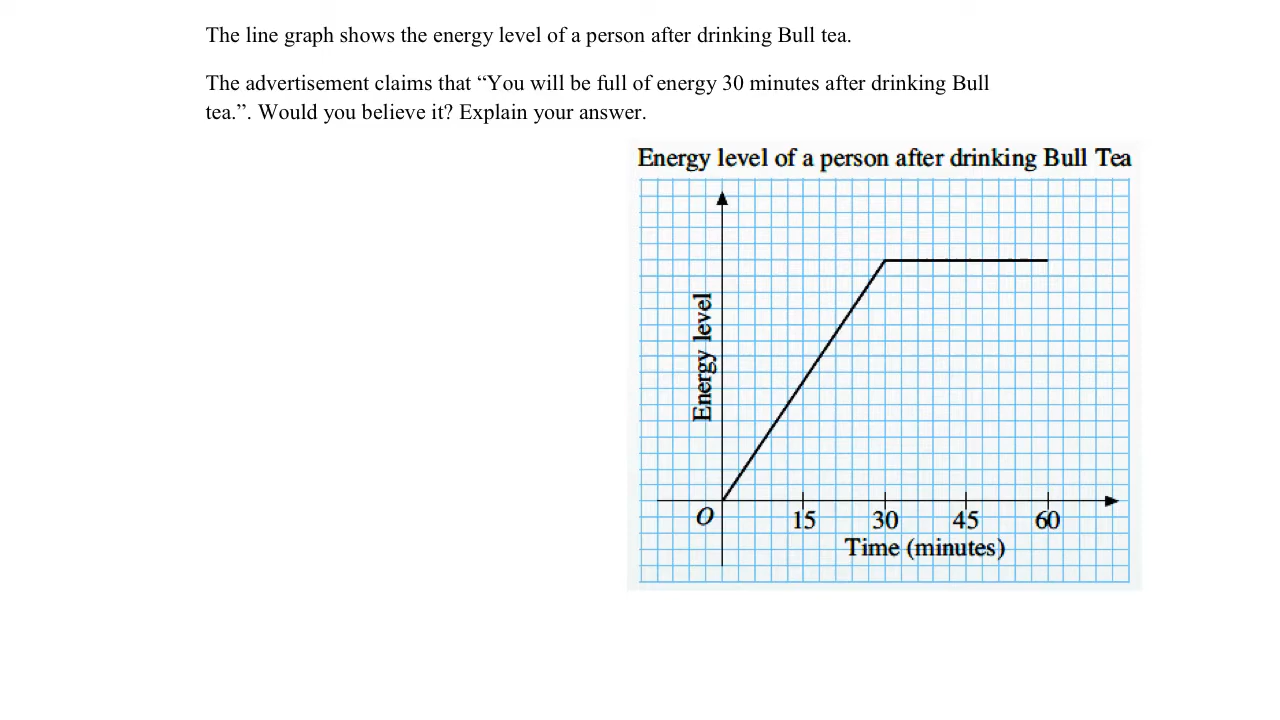 The line graph shows the energy level of a person after drinking Bull tea.
The advertisement claims that “You will be full of energy 30 minutes after drinking Bull
tea.”. Would you believe it? Explain your answer.
Energy level of a person after drinking Bull Tea
Energy level
O 15 30 45 60
Time (minutes)